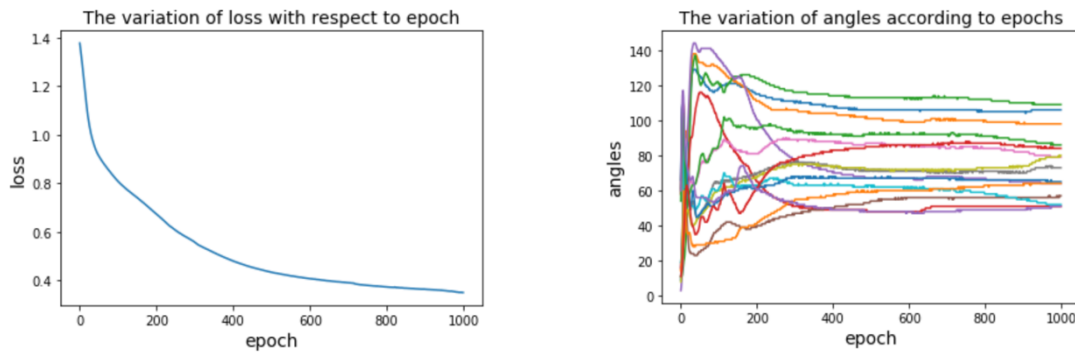 The variation of loss with respect to epoch
1.4
1.2
1.0
0.8
0.6
0.4
loss
0 200 400 600 800 1000
epoch
The variation of angles according to epochs
140
120
100
80
60
40
20
0
angles
0 200 400 600 800 1000
epoch